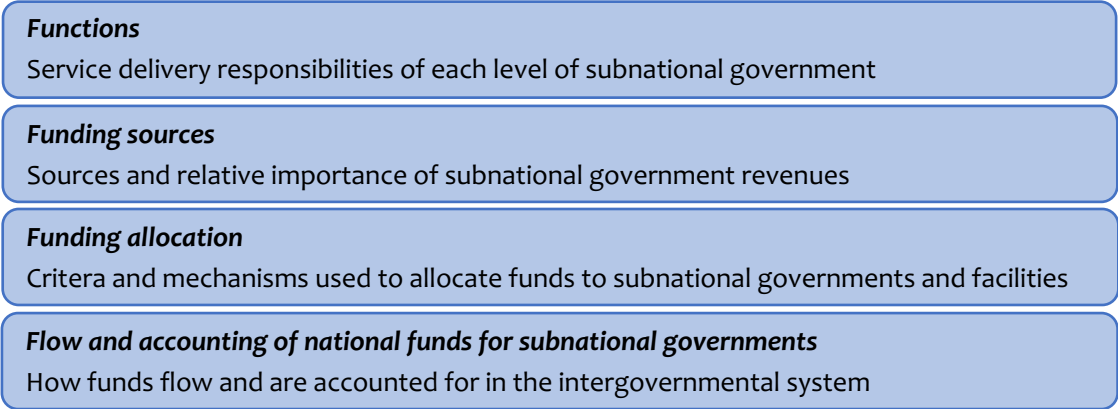 Functions
Service delivery responsibilities of each level of subnational government
Funding sources
Sources and relative importance of subnational government revenues
Funding allocation
Critera and mechanisms used to allocate funds to subnational governments and facilities
Flow and accounting of national funds for subnational governments
How funds flow and are accounted for in the intergovernmental system